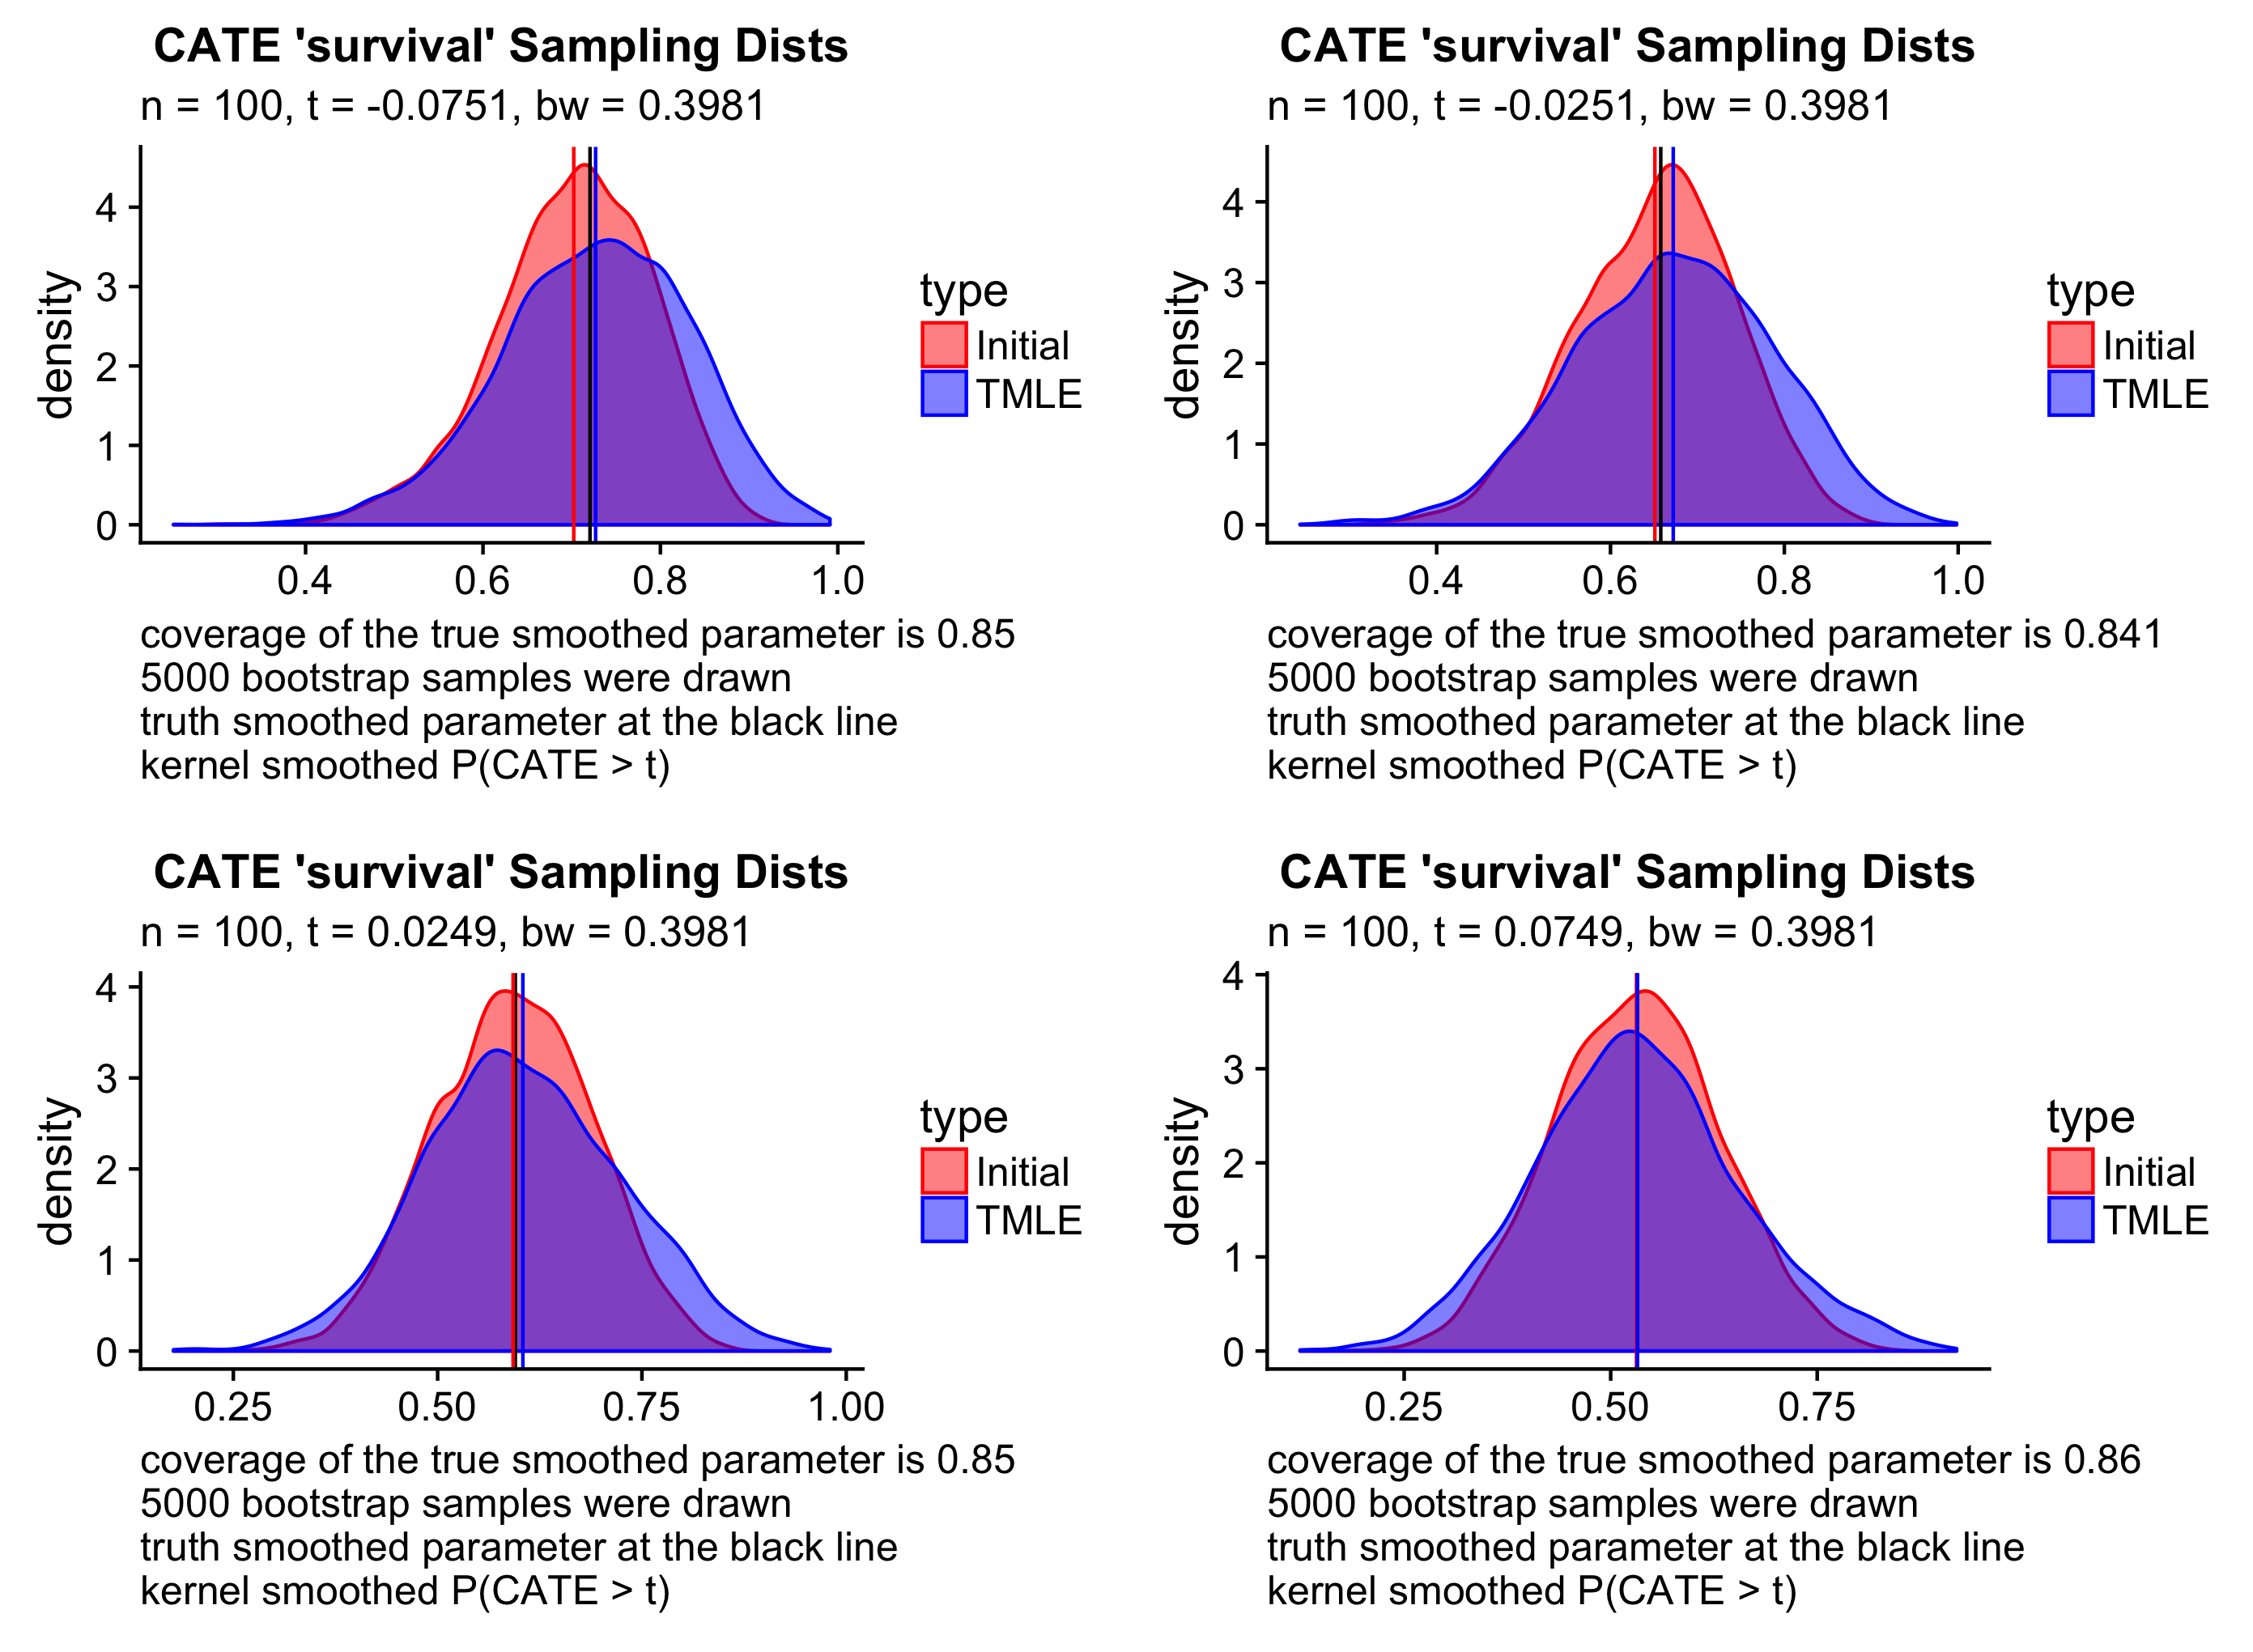 CATE 'survival' Sampling Dists
n = 100, t = -0.0751, bw = 0.3981
density
4
3
2
1
0
0.4 0.6 0.8 1.0
type
Initial
TMLE
coverage of the true smoothed parameter is 0.85
5000 bootstrap samples were drawn
truth smoothed parameter at the black line
kernel smoothed P(CATE > t)
CATE 'survival' Sampling Dists
n = 100, t = -0.0251, bw = 0.3981
density
4
3
2
1
0
0.4 0.6 0.8 1.0
type
Initial
TMLE
coverage of the true smoothed parameter is 0.841
5000 bootstrap samples were drawn
truth smoothed parameter at the black line
kernel smoothed P(CATE > t)
CATE 'survival' Sampling Dists
n = 100, t = 0.0249, bw = 0.3981
density
4
3
2
1
0
0.25 0.50 0.75 1.00
type
Initial
TMLE
coverage of the true smoothed parameter is 0.85
5000 bootstrap samples were drawn
truth smoothed parameter at the black line
kernel smoothed P(CATE > t)
CATE 'survival' Sampling Dists
n = 100, t = 0.0749, bw = 0.3981
density
4
3
2
1
0
0.25 0.50 0.75
type
Initial
TMLE
coverage of the true smoothed parameter is 0.86
5000 bootstrap samples were drawn
truth smoothed parameter at the black line
kernel smoothed P(CATE > t)